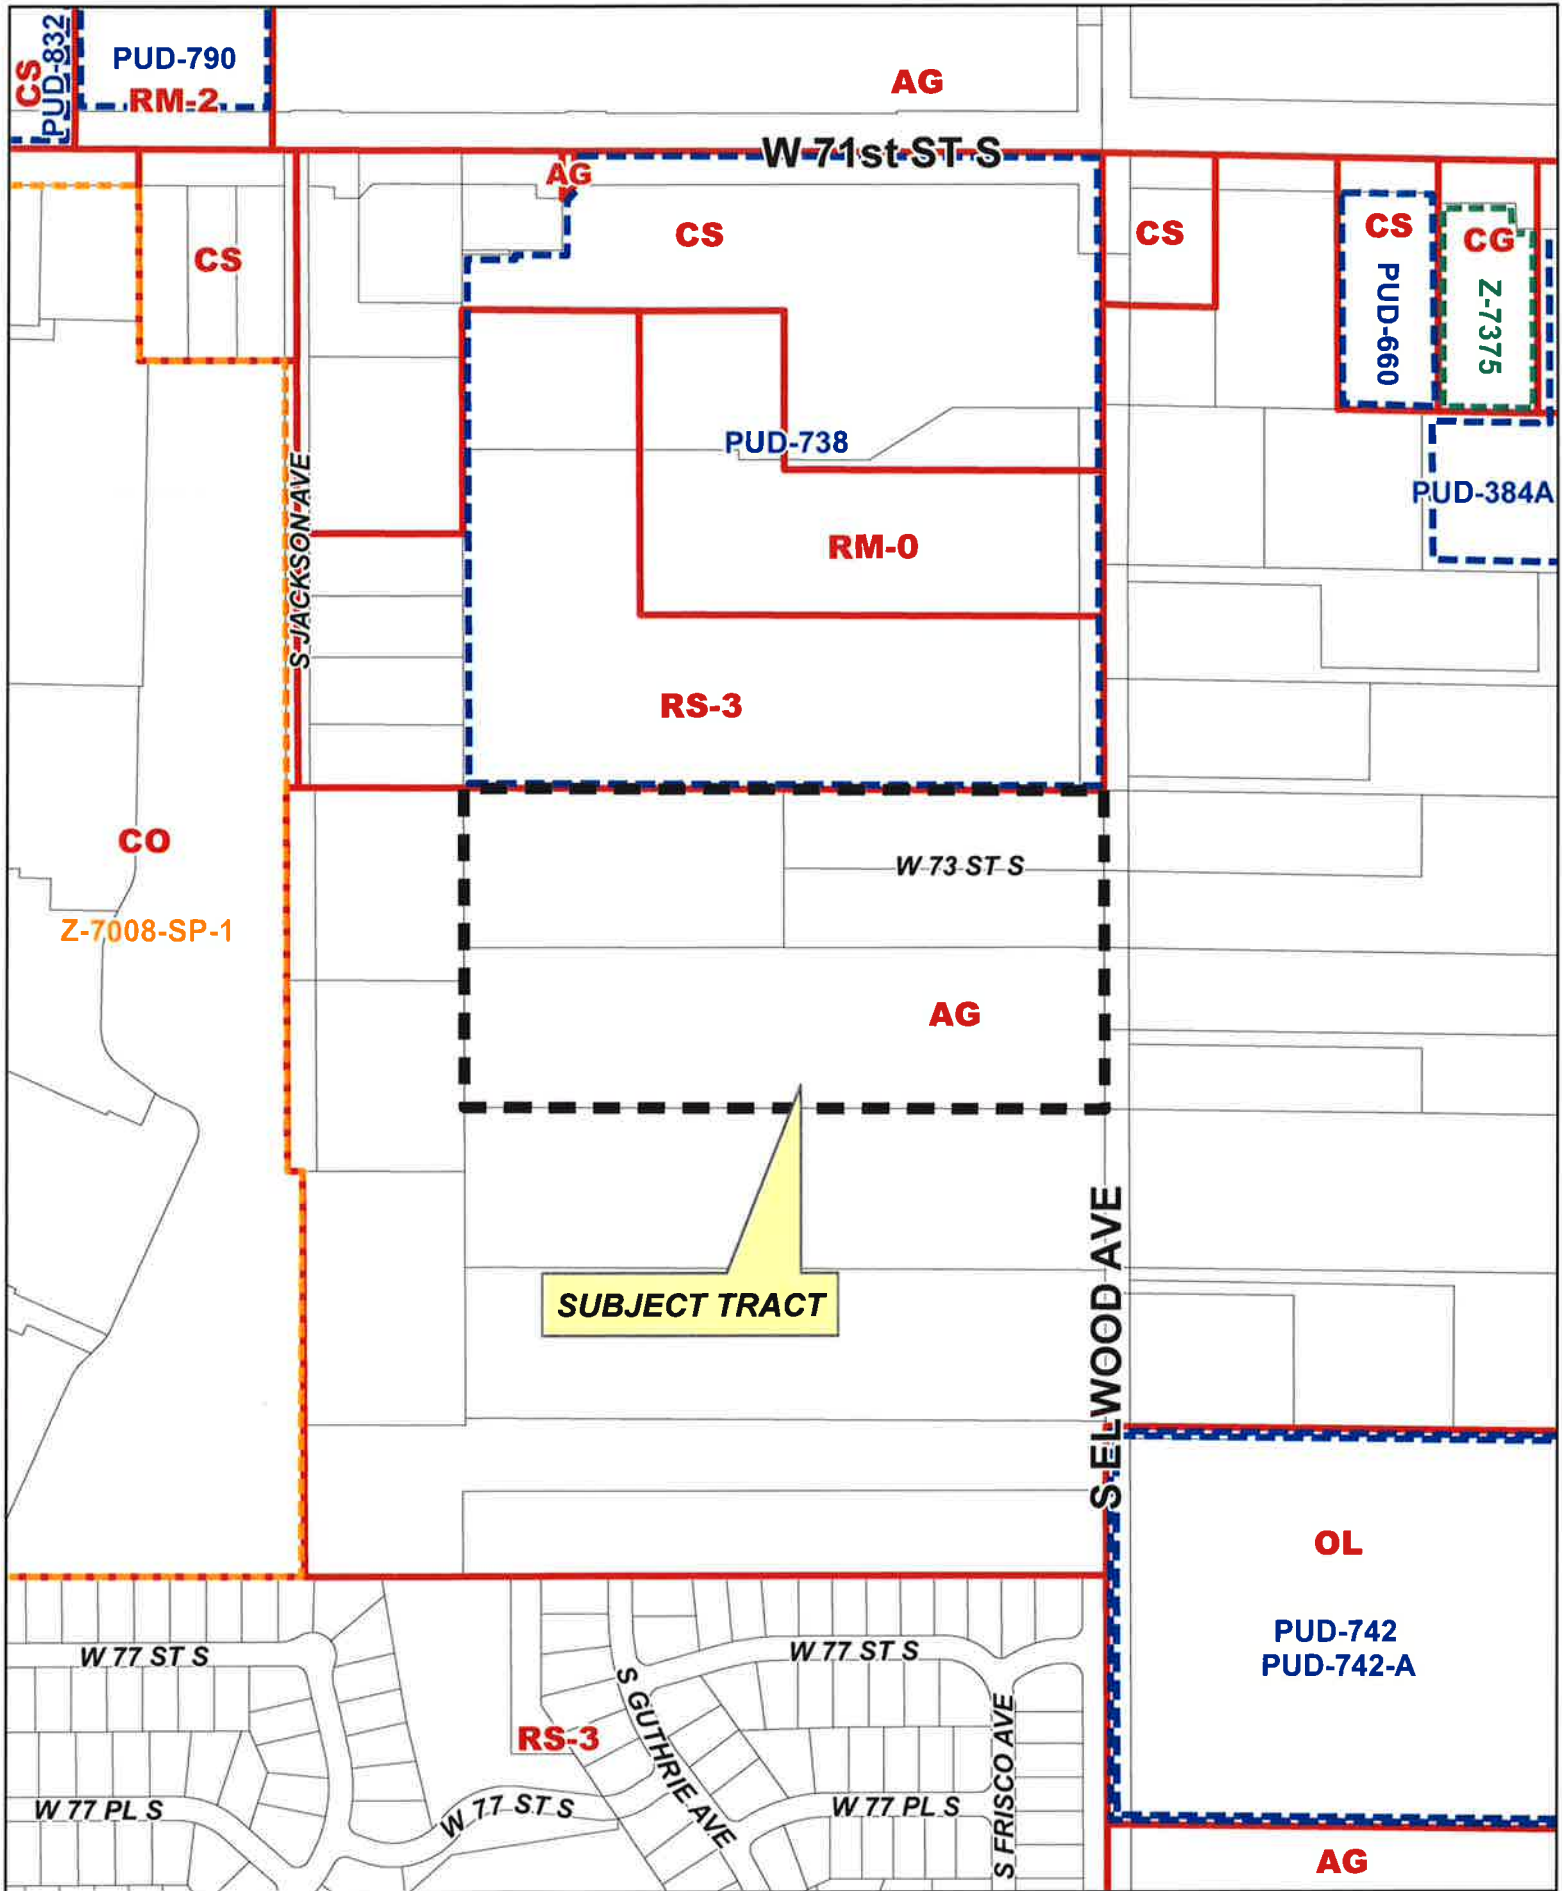 CS
PUD-832
PUD-790
RM-2
AG
W 71st ST S
AG
CS
CS
CS
CS
PUD-660
CG
Z-7375
PUD-738
PUD-384A
S JACKSON AVE
RM-0
RS-3
CO
Z-7008-SP-1
W 73 ST S
AG
SUBJECT TRACT
S ELWOOD AVE
OL
PUD-742
PUD-742-A
W 77 ST S
W 77 ST S
S GUTHRIE AVE
RS-3
S FRISCO AVE
W 77 PL S
W 77 ST S
W 77 PL S
AG